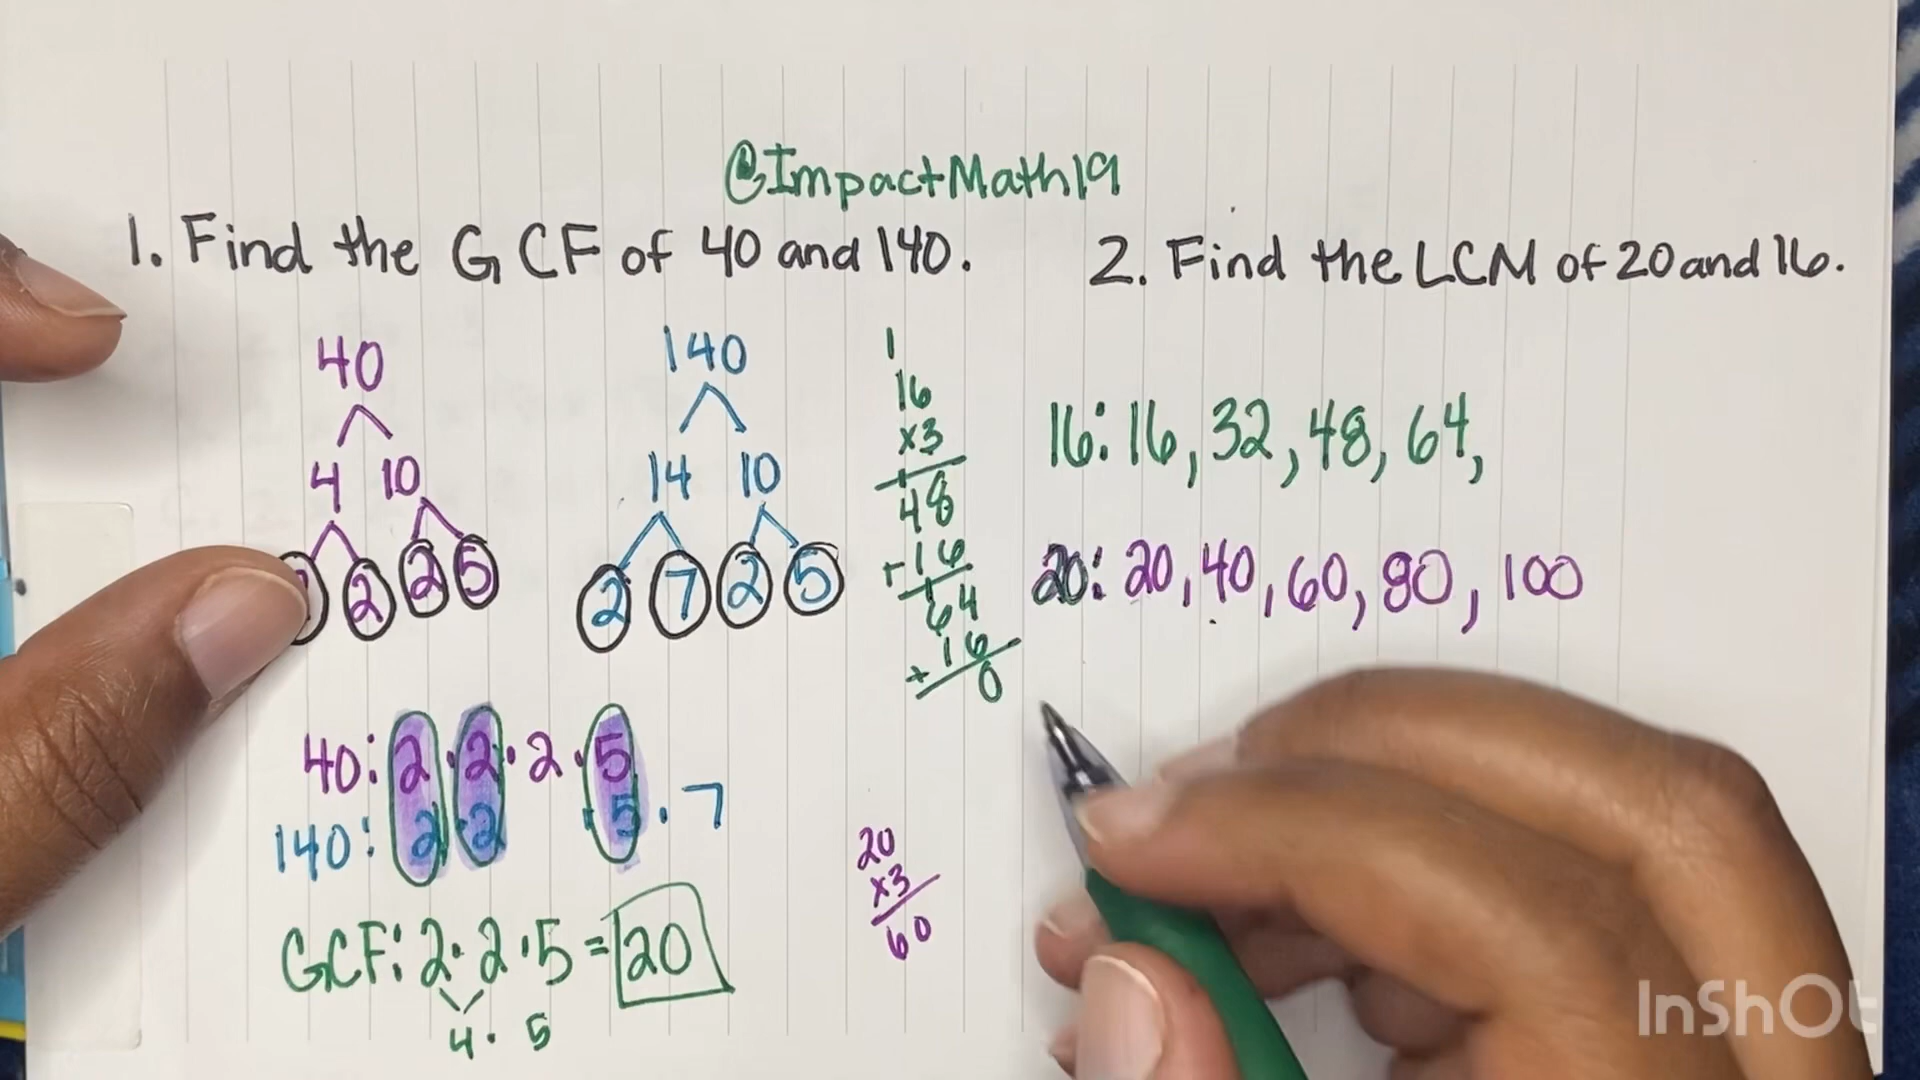 @ImpactMath19
1. Find the GCF of 40 and 140.
40
4 10
2 2 5
140
14 10
2 7 2 5
40: 2 · 2 · 2 · 5
140: 2 · 2 · 5 · 7
GCF: 2 · 2 · 5 = 20
4 · 5
1
16
x3
48
+16
64
+16
0
20
x3
60
2. Find the LCM of 20 and 16.
16: 16, 32, 48, 64,
20: 20, 40, 60, 80, 100
InShOt